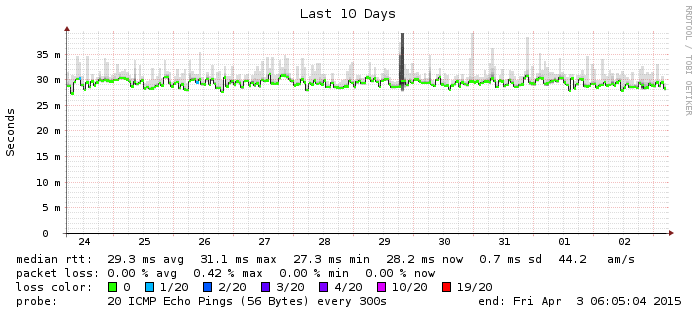 Last 10 Days
RRDTOOL / TOBI OETIKER
Seconds
35 m
30 m
25 m
20 m
15 m
10 m
5 m
0
24 25 26 27 28 29 30 31 01 02
median rtt: 29.3 ms avg 31.1 ms max 27.3 ms min 28.2 ms now 0.7 ms sd 44.2 am/s
packet loss: 0.00 % avg 0.42 % max 0.00 % min 0.00 % now
loss color: 0 1/20 2/20 3/20 4/20 10/20 19/20
probe: 20 ICMP Echo Pings (56 Bytes) every 300s end: Fri Apr 3 06:05:04 2015